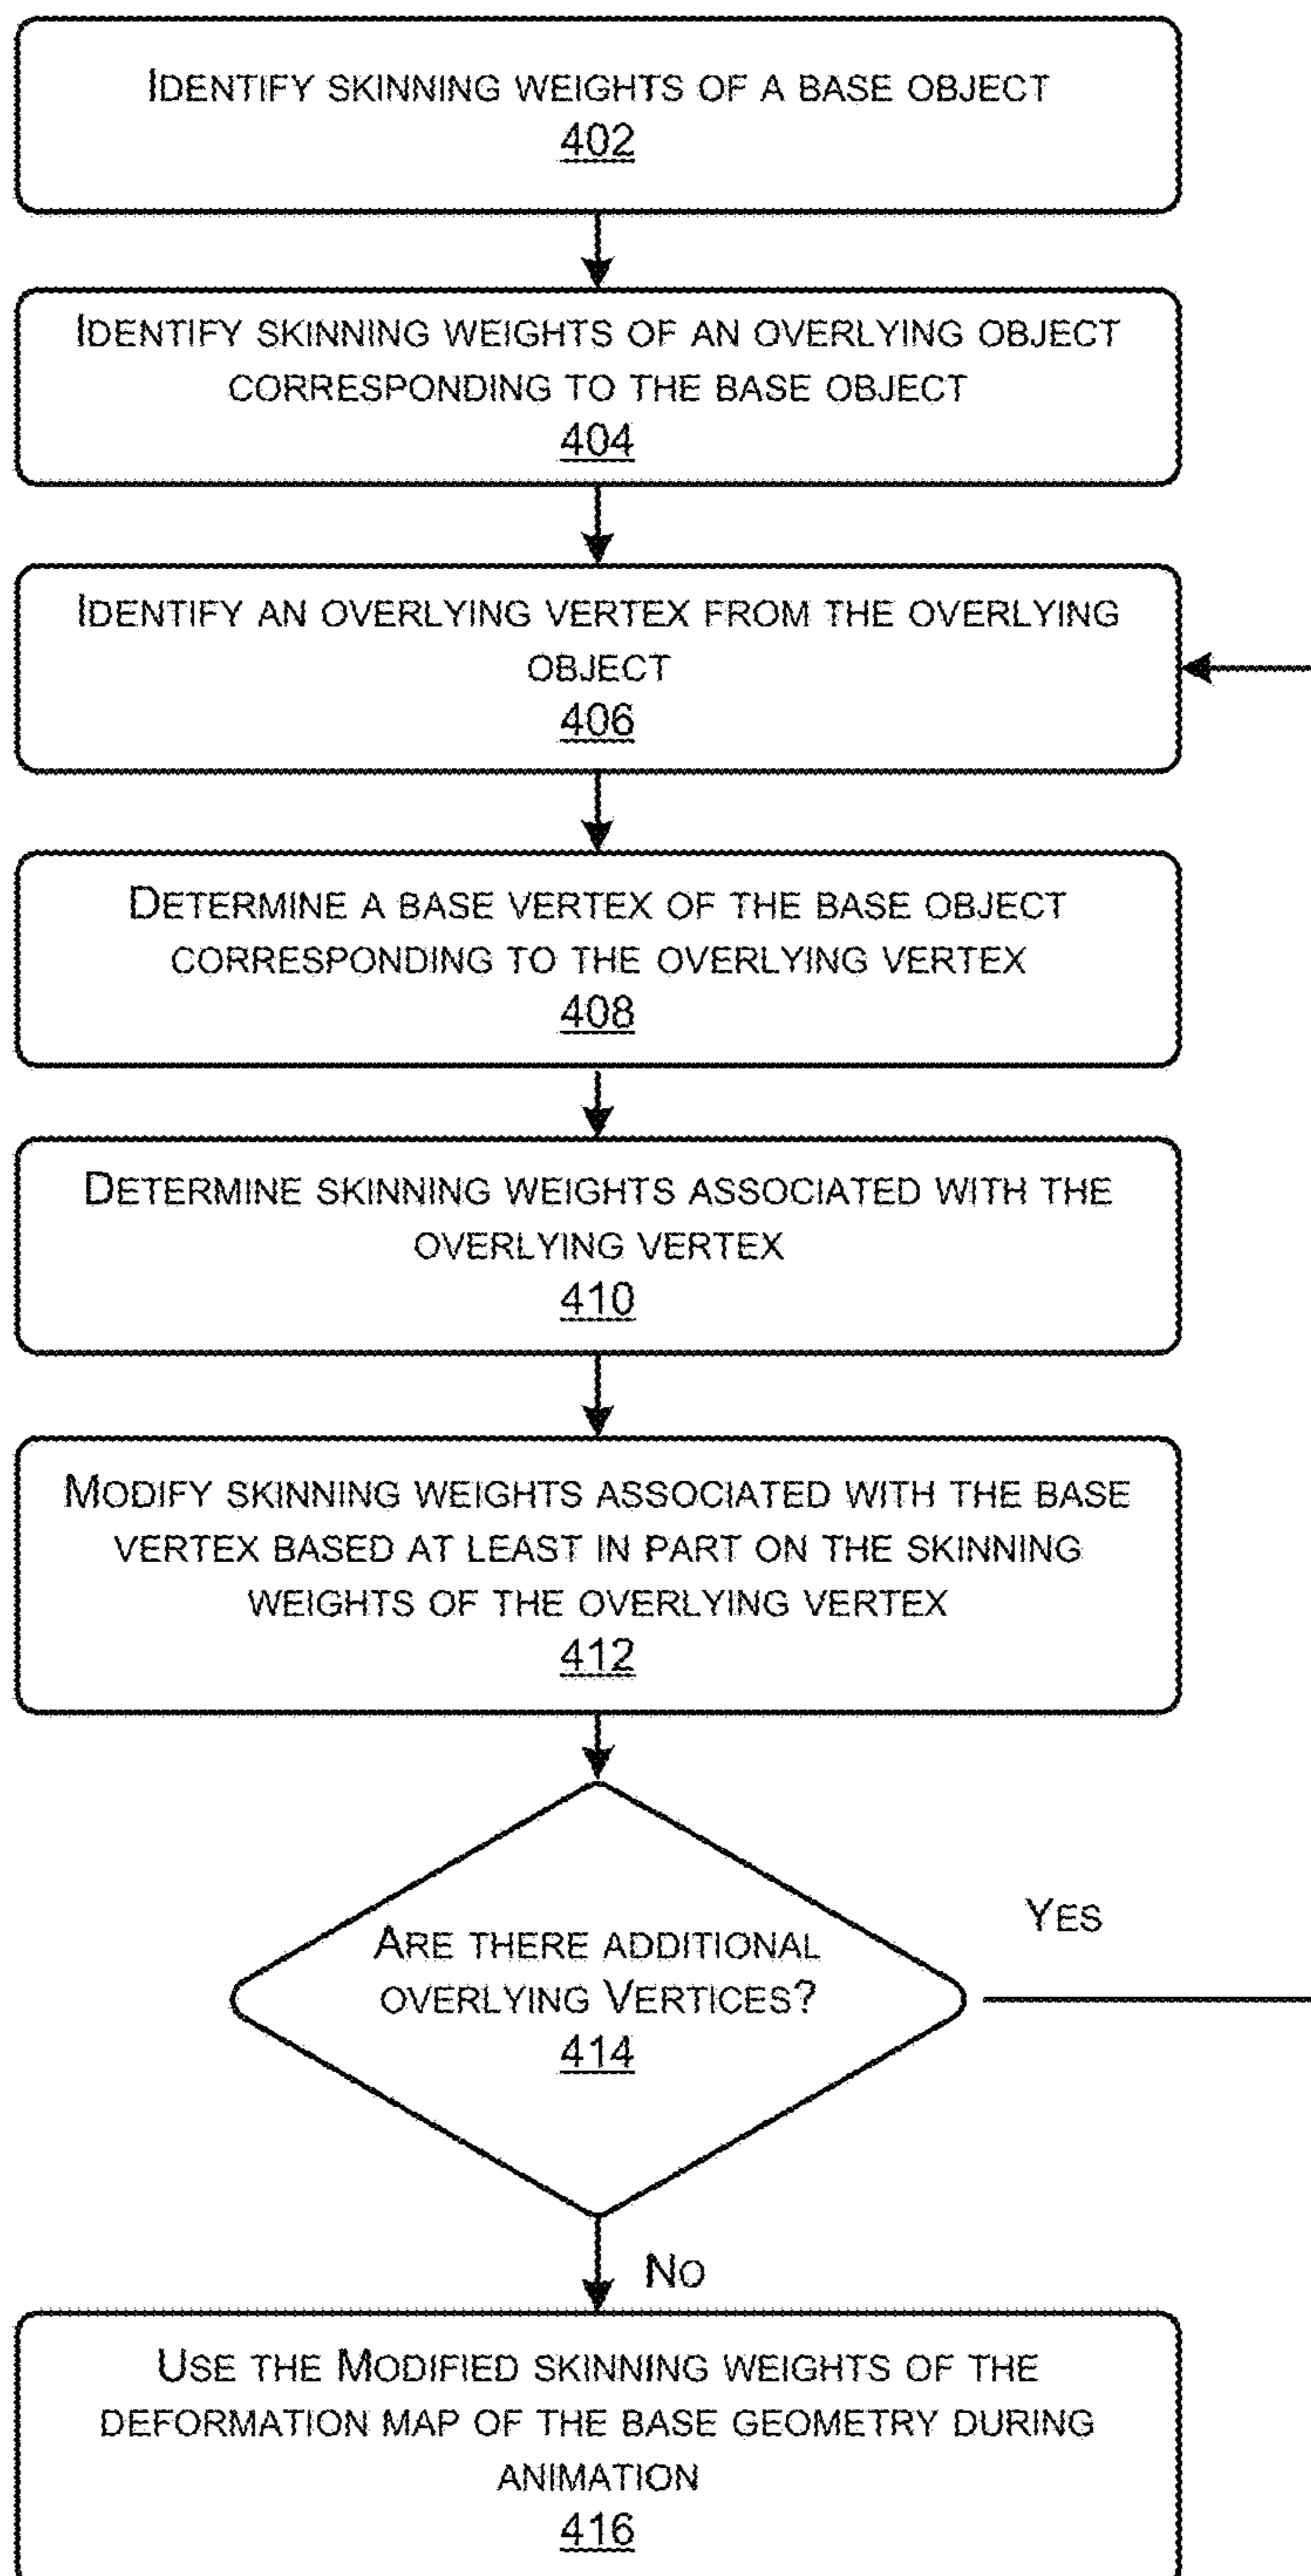 IDENTIFY SKINNING WEIGHTS OF A BASE OBJECT
402
IDENTIFY SKINNING WEIGHTS OF AN OVERLYING OBJECT
CORRESPONDING TO THE BASE OBJECT
404
IDENTIFY AN OVERLYING VERTEX FROM THE OVERLYING
OBJECT
406
DETERMINE A BASE VERTEX OF THE BASE OBJECT
CORRESPONDING TO THE OVERLYING VERTEX
408
DETERMINE SKINNING WEIGHTS ASSOCIATED WITH THE
OVERLYING VERTEX
410
MODIFY SKINNING WEIGHTS ASSOCIATED WITH THE BASE
VERTEX BASED AT LEAST IN PART ON THE SKINNING
WEIGHTS OF THE OVERLYING VERTEX
412
ARE THERE ADDITIONAL
OVERLYING VERTICES?
414
YES
NO
USE THE MODIFIED SKINNING WEIGHTS OF THE
DEFORMATION MAP OF THE BASE GEOMETRY DURING
ANIMATION
416